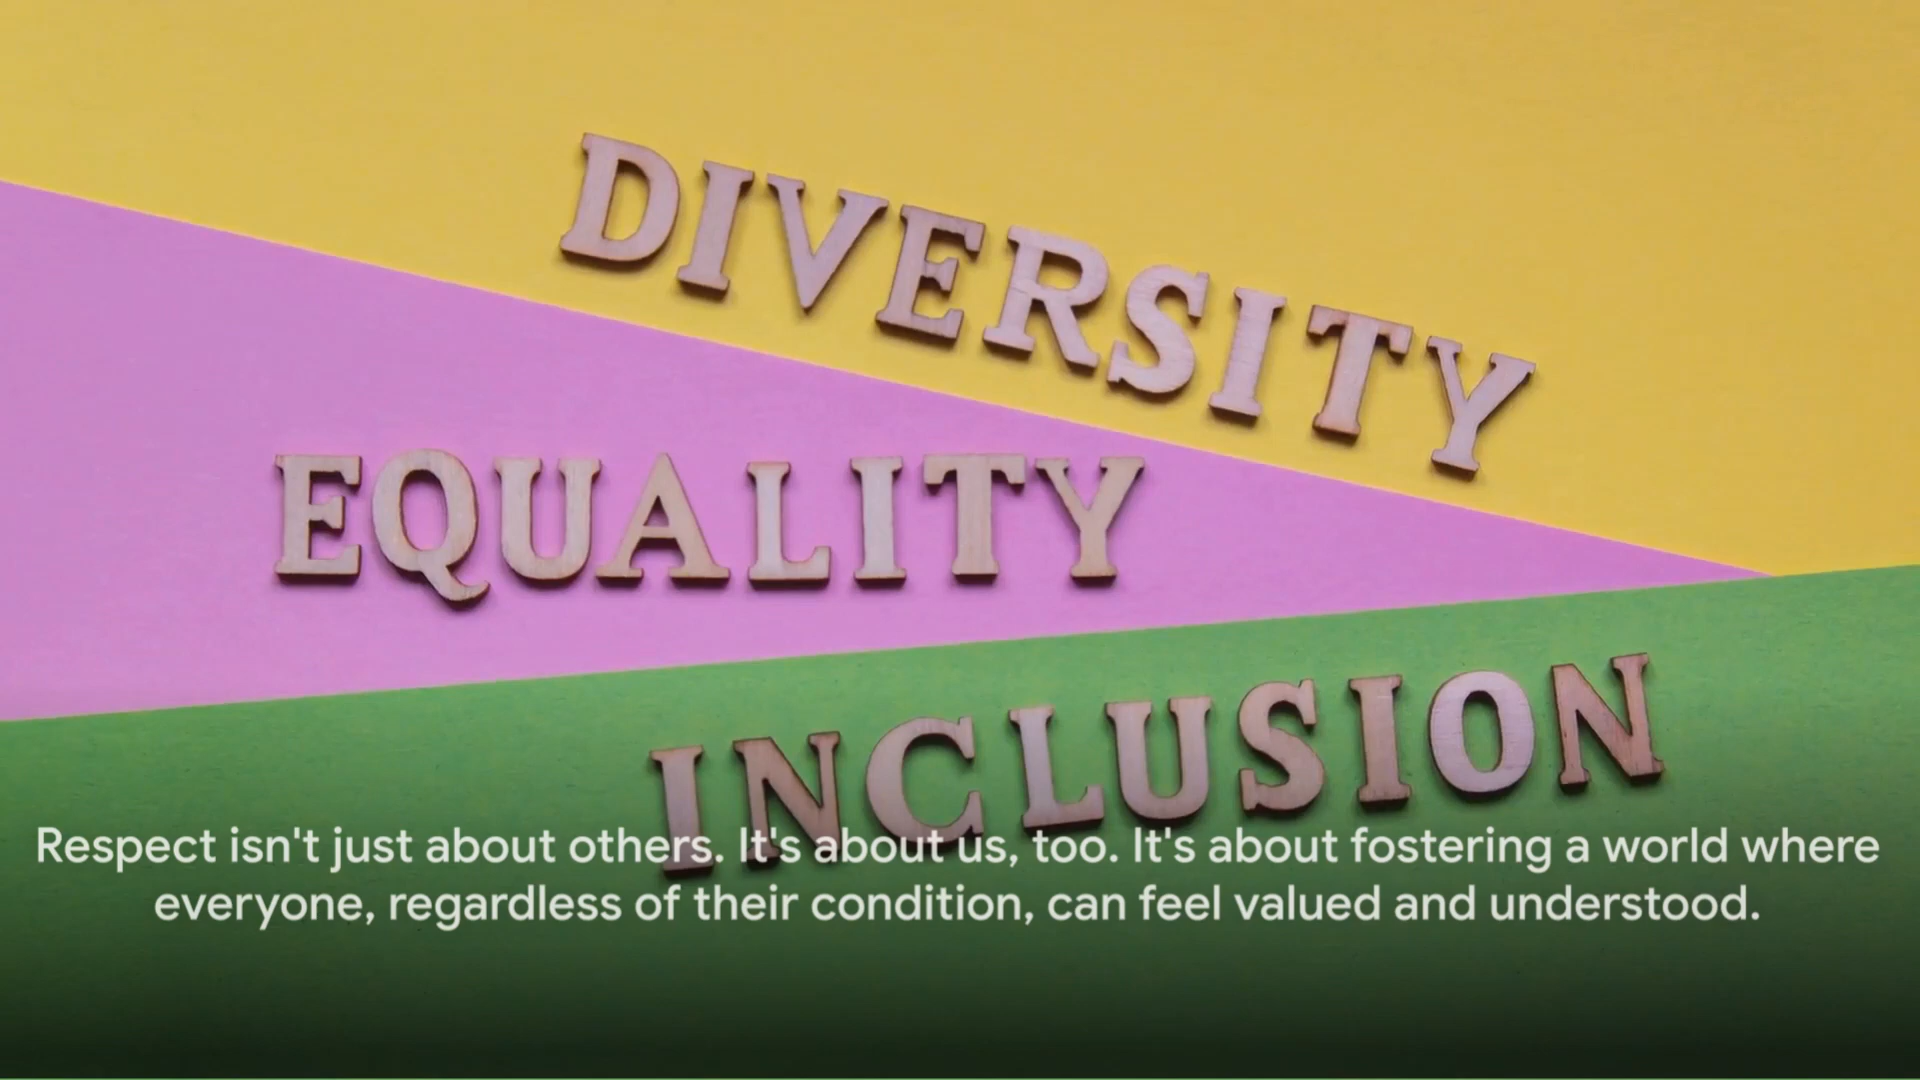 DIVERSITY
EQUALITY
INCLUSION
Respect isn't just about others. It's about us, too. It's about fostering a world where
everyone, regardless of their condition, can feel valued and understood.